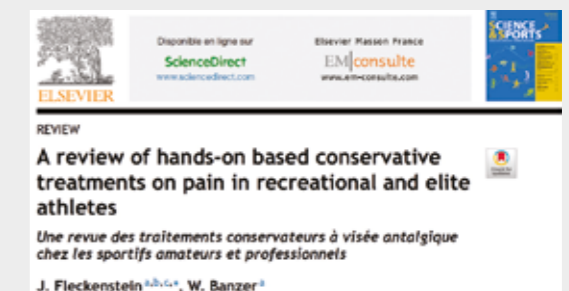 Disponible en ligne sur
ScienceDirect
www.sciencedirect.com
Elsevier Masson France
EM|consulte
www.em-consulte.com
SCIENCE
& SPORTS
ELSEVIER
REVIEW
A review of hands-on based conservative
treatments on pain in recreational and elite
athletes
Une revue des traitements conservateurs à visée antalgique
chez les sportifs amateurs et professionnels
J. Fleckenstein a,b,c,*, W. Banzer a